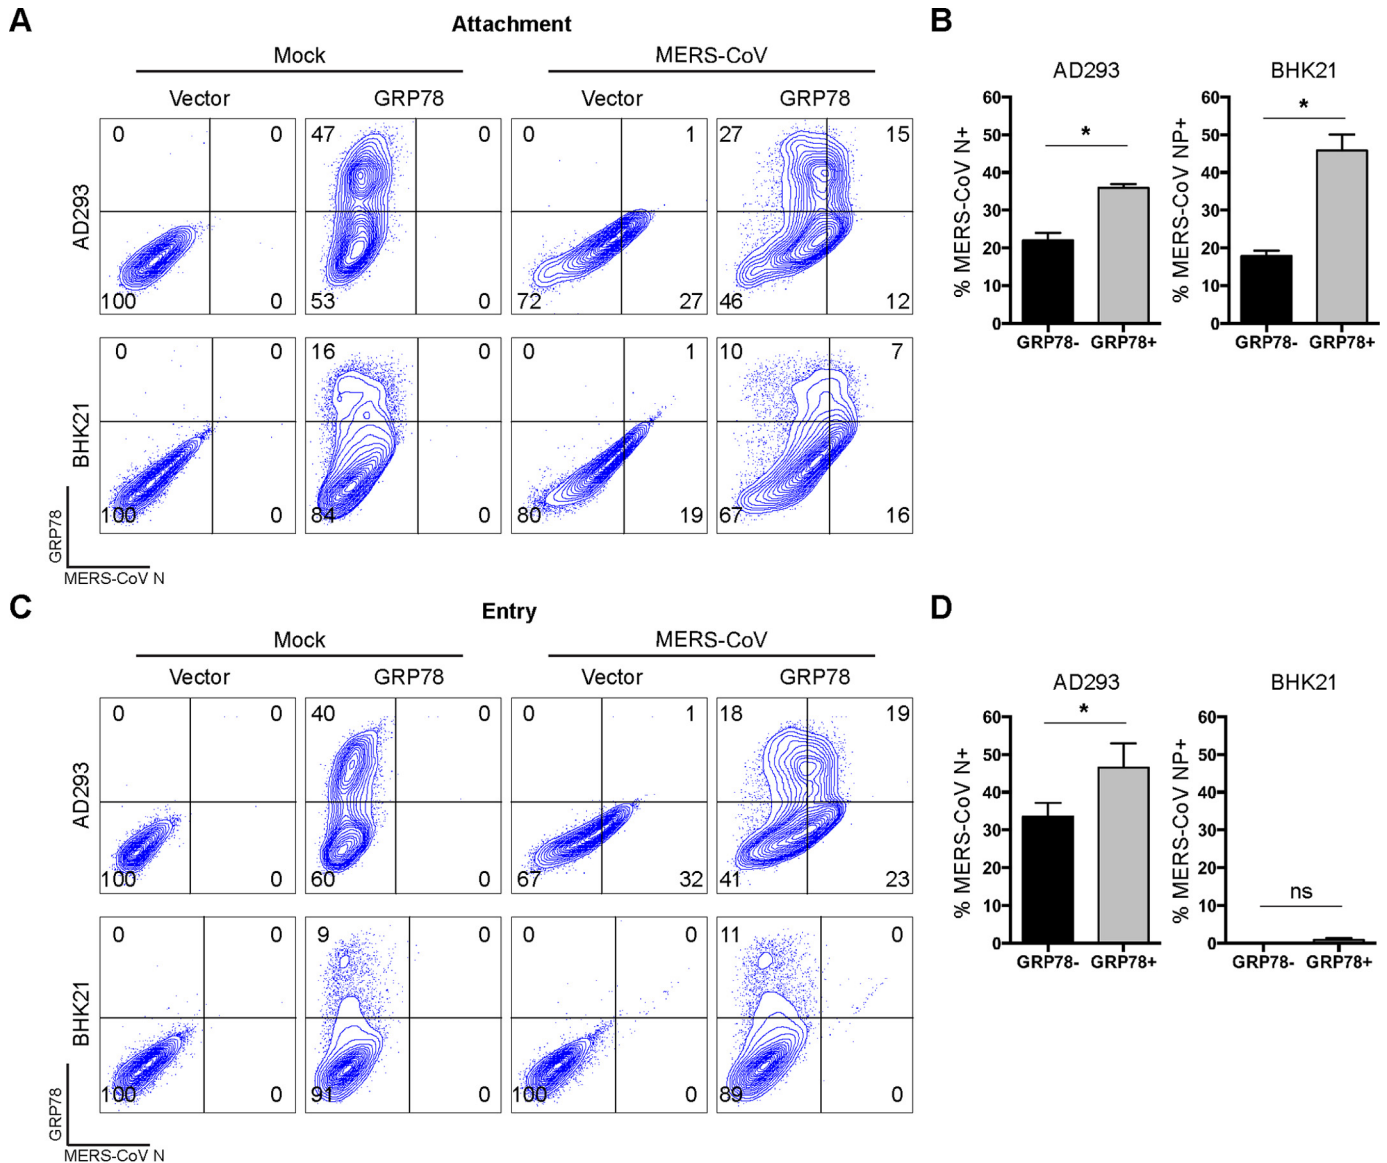 A
Attachment
Mock
MERS-CoV
Vector
GRP78
Vector
GRP78
AD293
0
0
100
0
47
0
53
0
0
1
72
27
27
15
46
12
BHK21
0
0
100
0
16
0
84
0
0
1
80
19
10
7
67
16
GRP78
MERS-CoV N
B
AD293
% MERS-CoV N+
60
50
40
30
20
10
0
*
GRP78-
GRP78+
BHK21
% MERS-CoV NP+
60
50
40
30
20
10
0
*
GRP78-
GRP78+
C
Entry
Mock
MERS-CoV
Vector
GRP78
Vector
GRP78
AD293
0
0
100
0
40
0
60
0
0
1
67
32
18
19
41
23
BHK21
0
0
100
0
9
0
91
0
0
0
100
0
11
0
89
0
GRP78
MERS-CoV N
D
AD293
% MERS-CoV N+
60
50
40
30
20
10
0
*
GRP78-
GRP78+
BHK21
% MERS-CoV NP+
60
50
40
30
20
10
0
ns
GRP78-
GRP78+